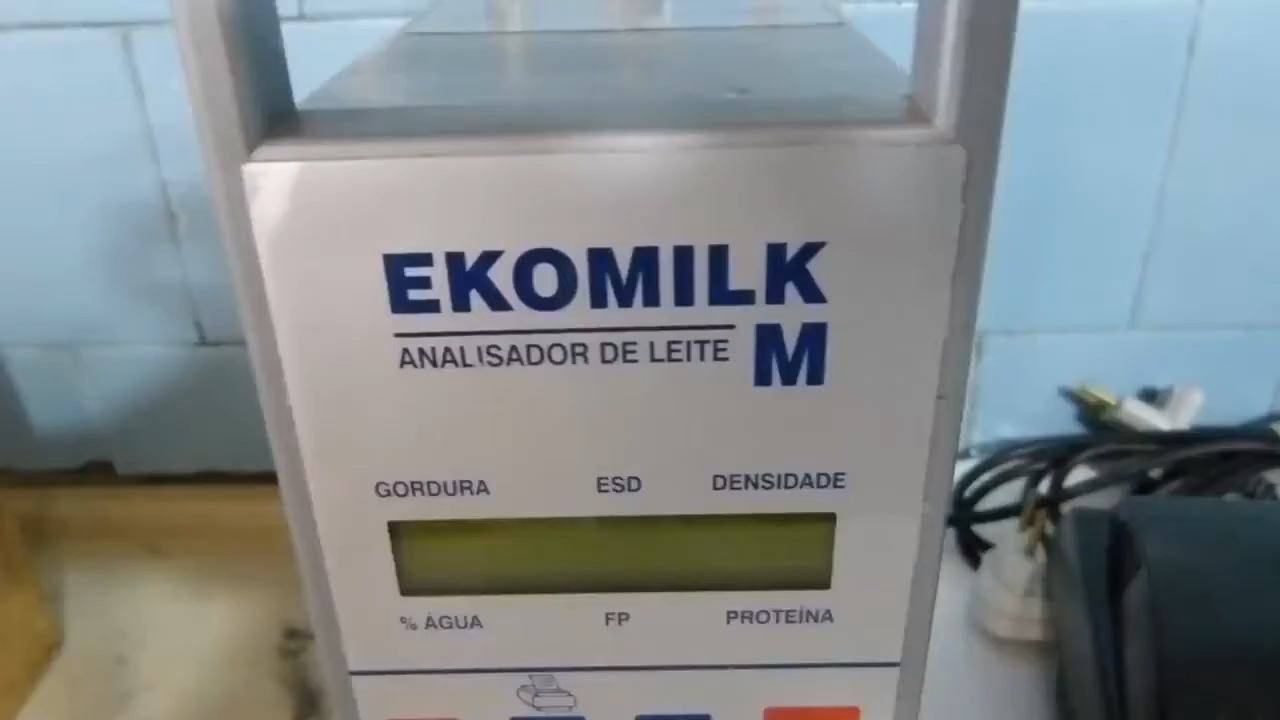 EKOMILK
ANALISADOR DE LEITE M
GORDURA ESD DENSIDADE
% ÁGUA FP PROTEÍNA